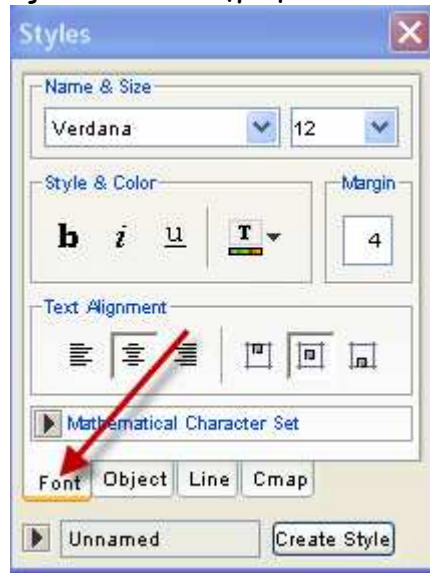 Styles
Name & Size
Verdana 12
Style & Color Margin
b i u T 4
Text Alignment
Mathematical Character Set
Font Object Line Cmap
Unnamed Create Style